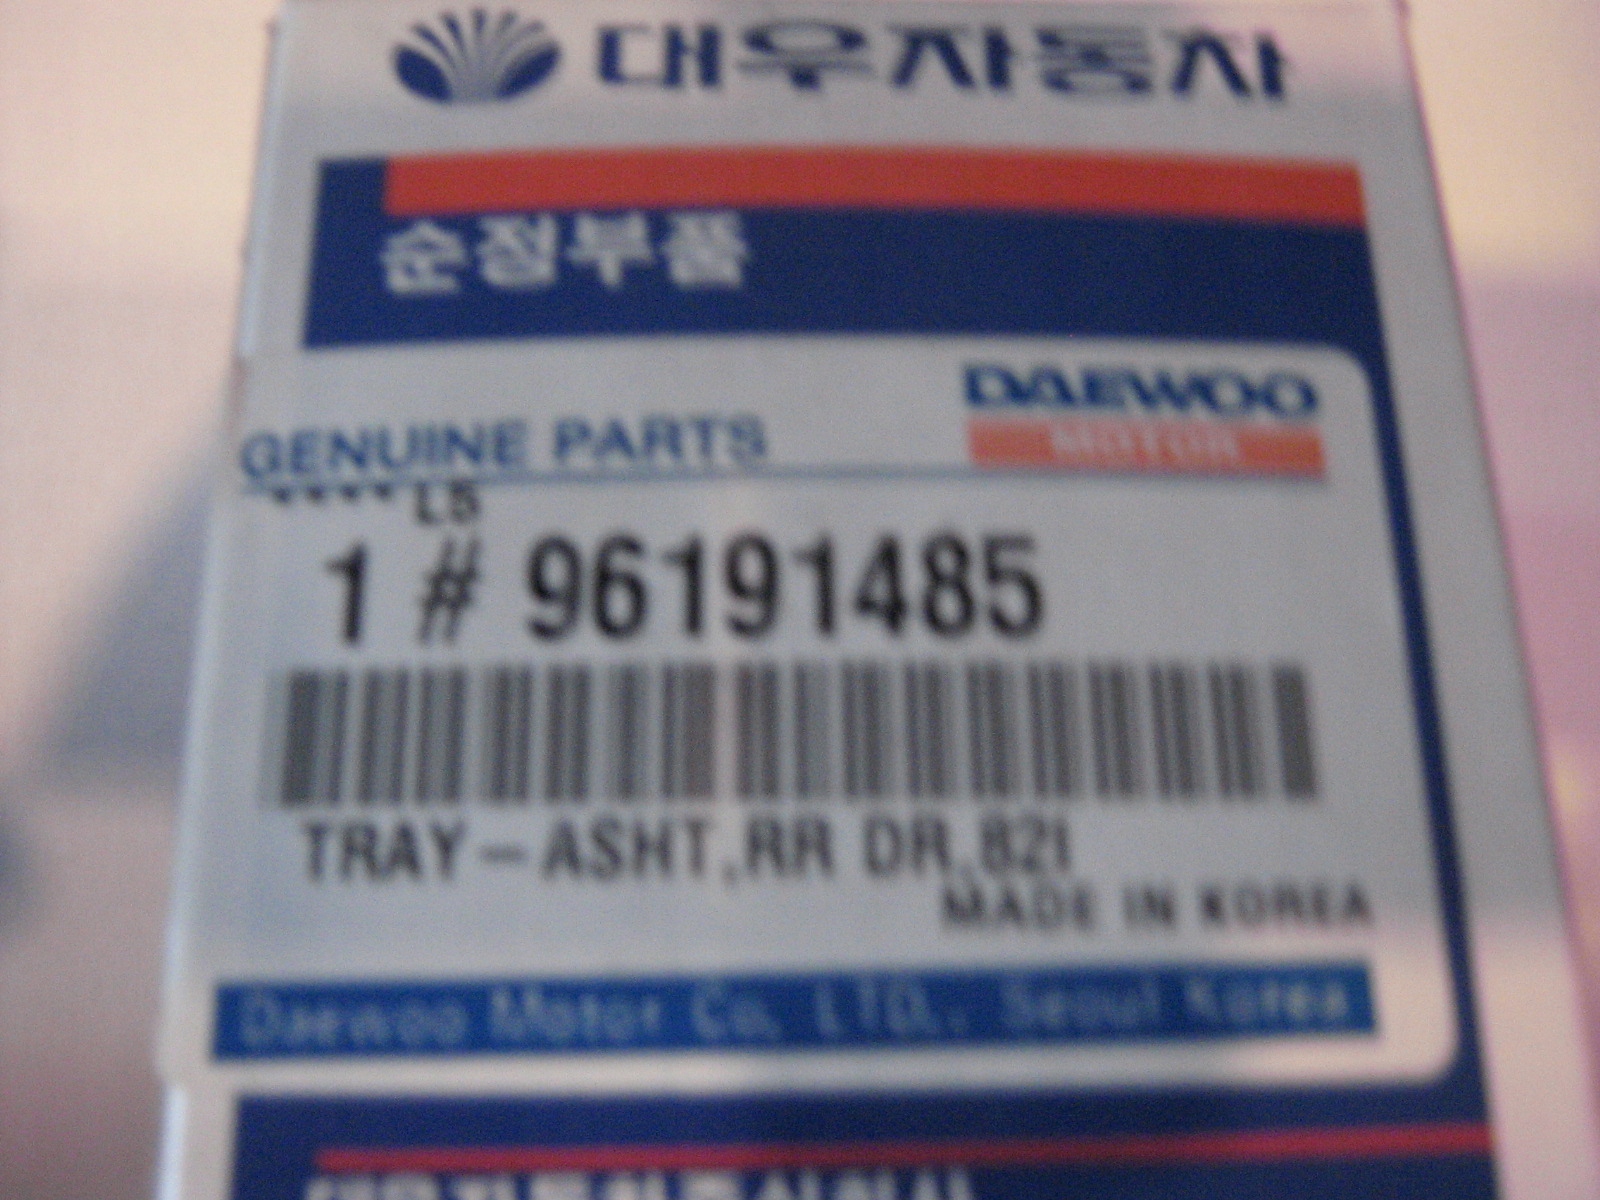 대우자동차
순정부품
DAEWOO
MOTOR
GENUINE PARTS
**** L5
1 # 96191485
TRAY-ASHT,RR DR,82I
MADE IN KOREA
Daewoo Motor Co, LTD,. Seoul Korea